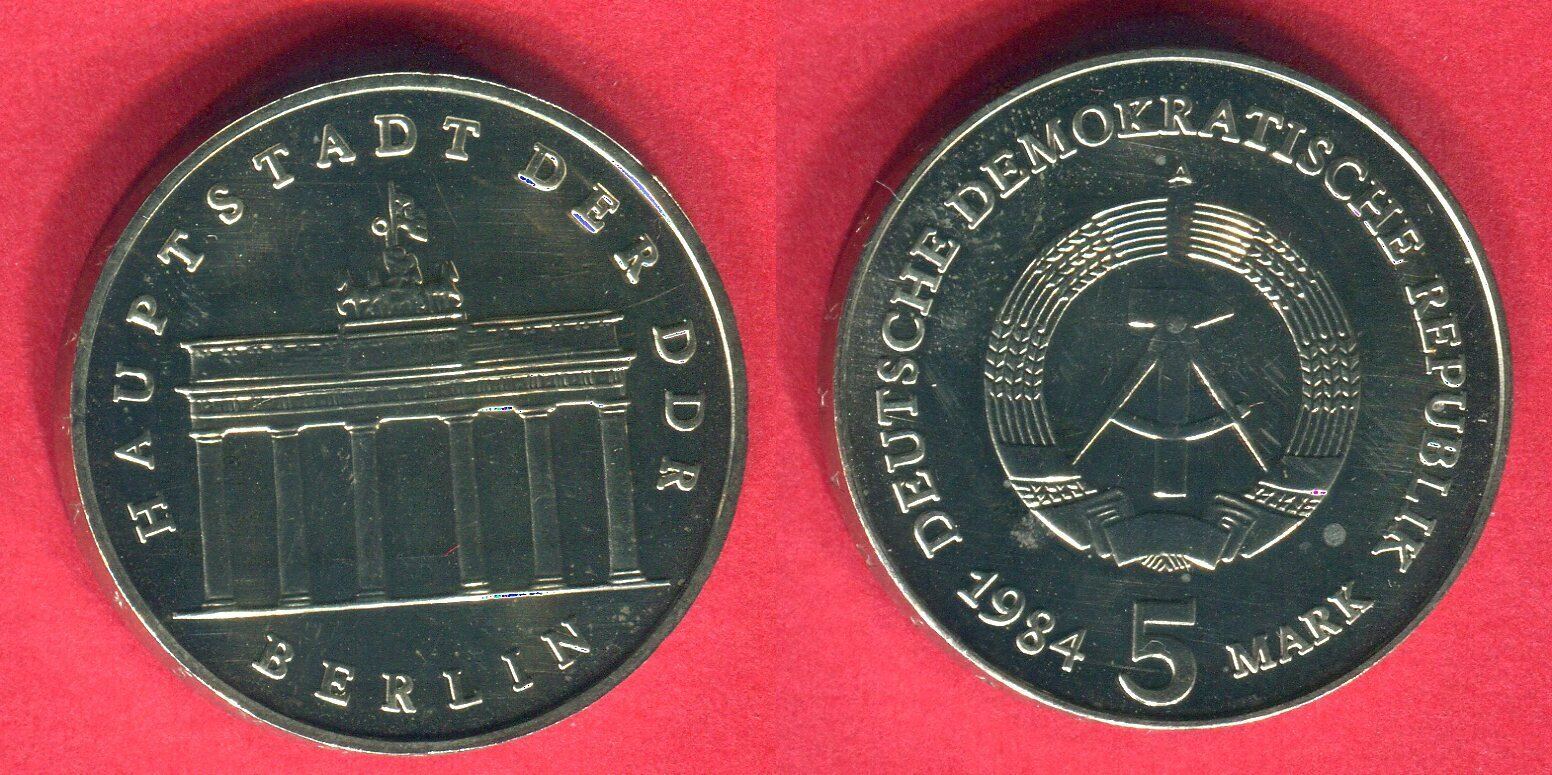 HAUPTSTADT DER DDR
BERLIN
DEUTSCHE DEMOKRATISCHE REPUBLIK
A
1984 5 MARK